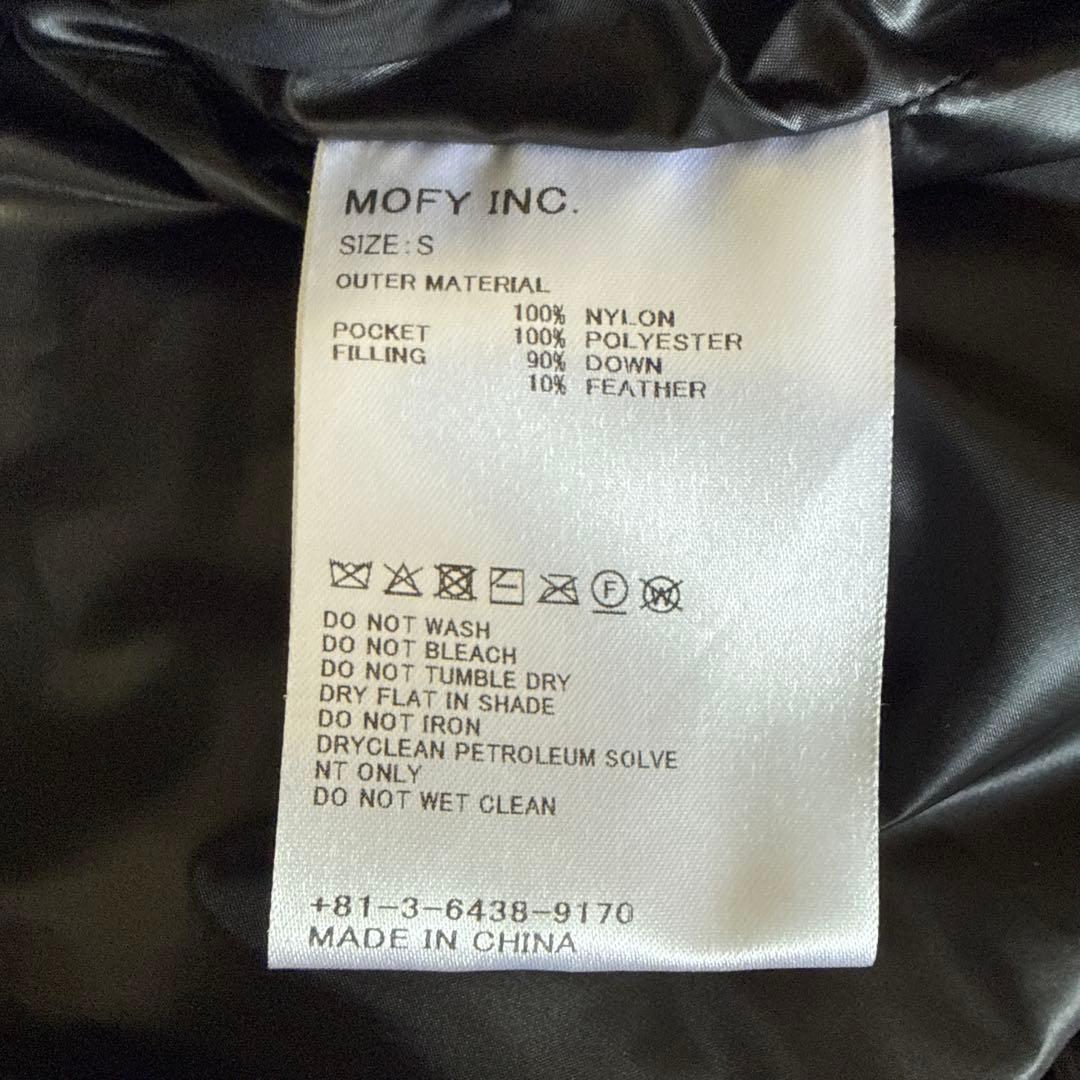 MOFY INC.
SIZE:S
OUTER MATERIAL
100% NYLON
POCKET 100% POLYESTER
FILLING 90% DOWN
10% FEATHER
F W
DO NOT WASH
DO NOT BLEACH
DO NOT TUMBLE DRY
DRY FLAT IN SHADE
DO NOT IRON
DRYCLEAN PETROLEUM SOLVE
NT ONLY
DO NOT WET CLEAN
+81-3-6438-9170
MADE IN CHINA